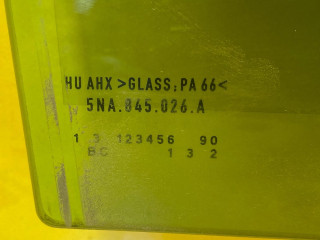 HU AHX >GLASS;PA 66<
5NA.845.026.A
1 3 123456 90
BC 1 3 2